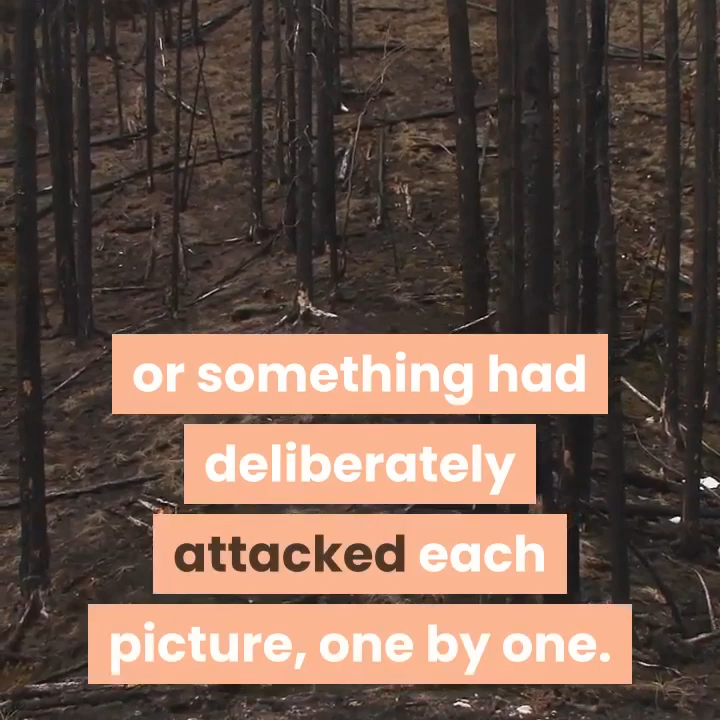 or something had
deliberately
attacked each
picture, one by one.